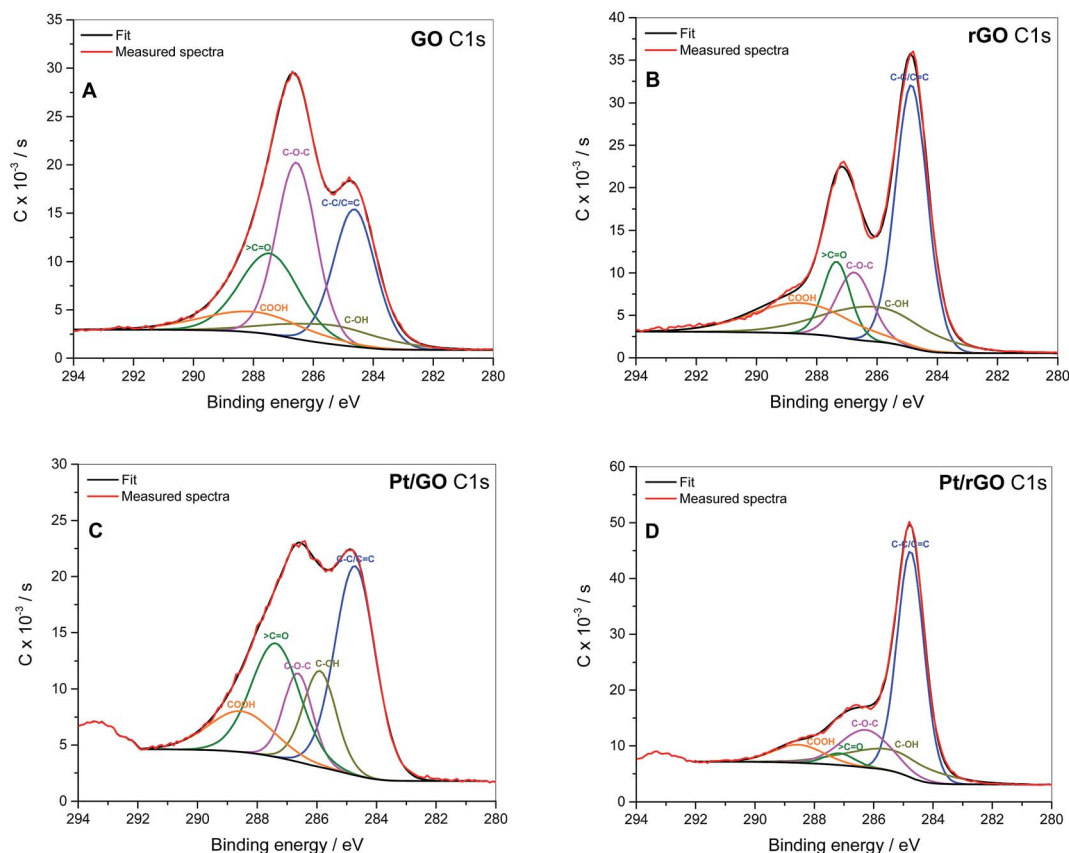 GO C1s
Fit
Measured spectra
A
C-O-C
C-C/C=C
>C=O
COOH
C-OH
35
30
25
20
15
10
5
0
C x 10⁻³ / s
294 292 290 288 286 284 282 280
Binding energy / eV
rGO C1s
Fit
Measured spectra
B
C-C/C=C
>C=O
C-O-C
COOH
C-OH
40
35
30
25
20
15
10
5
0
C x 10⁻³ / s
294 292 290 288 286 284 282 280
Binding energy / eV
Pt/GO C1s
Fit
Measured spectra
C
C-C/C=C
>C=O
C-O-C
C-OH
COOH
30
25
20
15
10
5
0
C x 10⁻³ / s
294 292 290 288 286 284 282 280
Binding energy / eV
Pt/rGO C1s
Fit
Measured spectra
D
C-C/C=C
C-O-C
COOH
>C=O
C-OH
60
50
40
30
20
10
0
C x 10⁻³ / s
294 292 290 288 286 284 282 280
Binding energy / eV